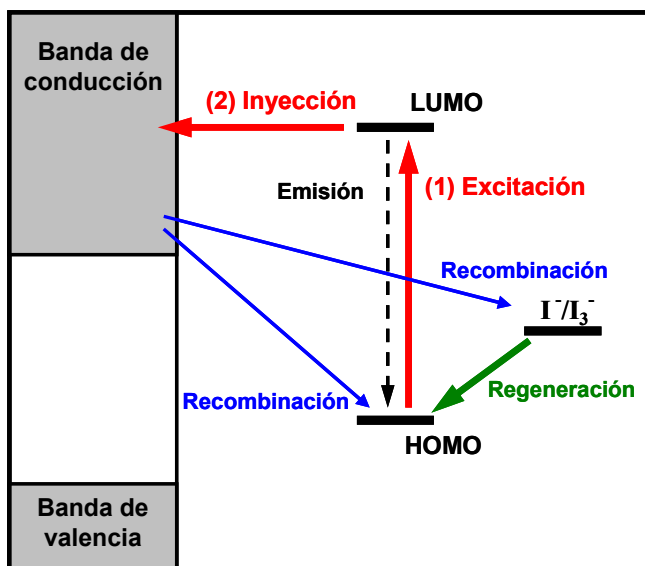 Banda de
conducción
(2) Inyección
LUMO
Emisión
(1) Excitación
Recombinación
I⁻/I₃⁻
Regeneración
Recombinación
HOMO
Banda de
valencia